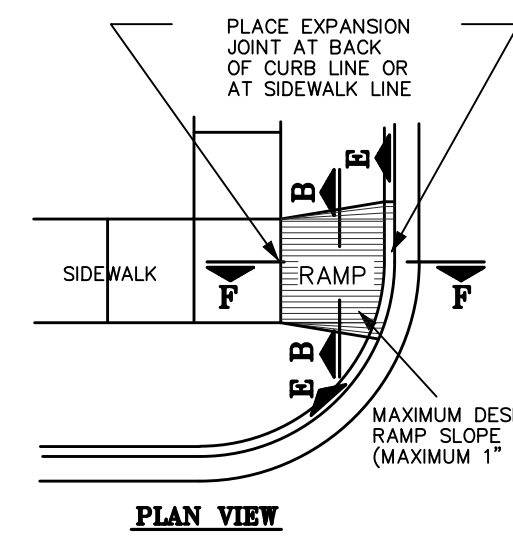 PLACE EXPANSION
JOINT AT BACK
OF CURB LINE OR
AT SIDEWALK LINE
E
B
SIDEWALK
RAMP
F
F
B
E
MAXIMUM
RAMP SLOPE
(MAXIMUM 1"
PLAN VIEW